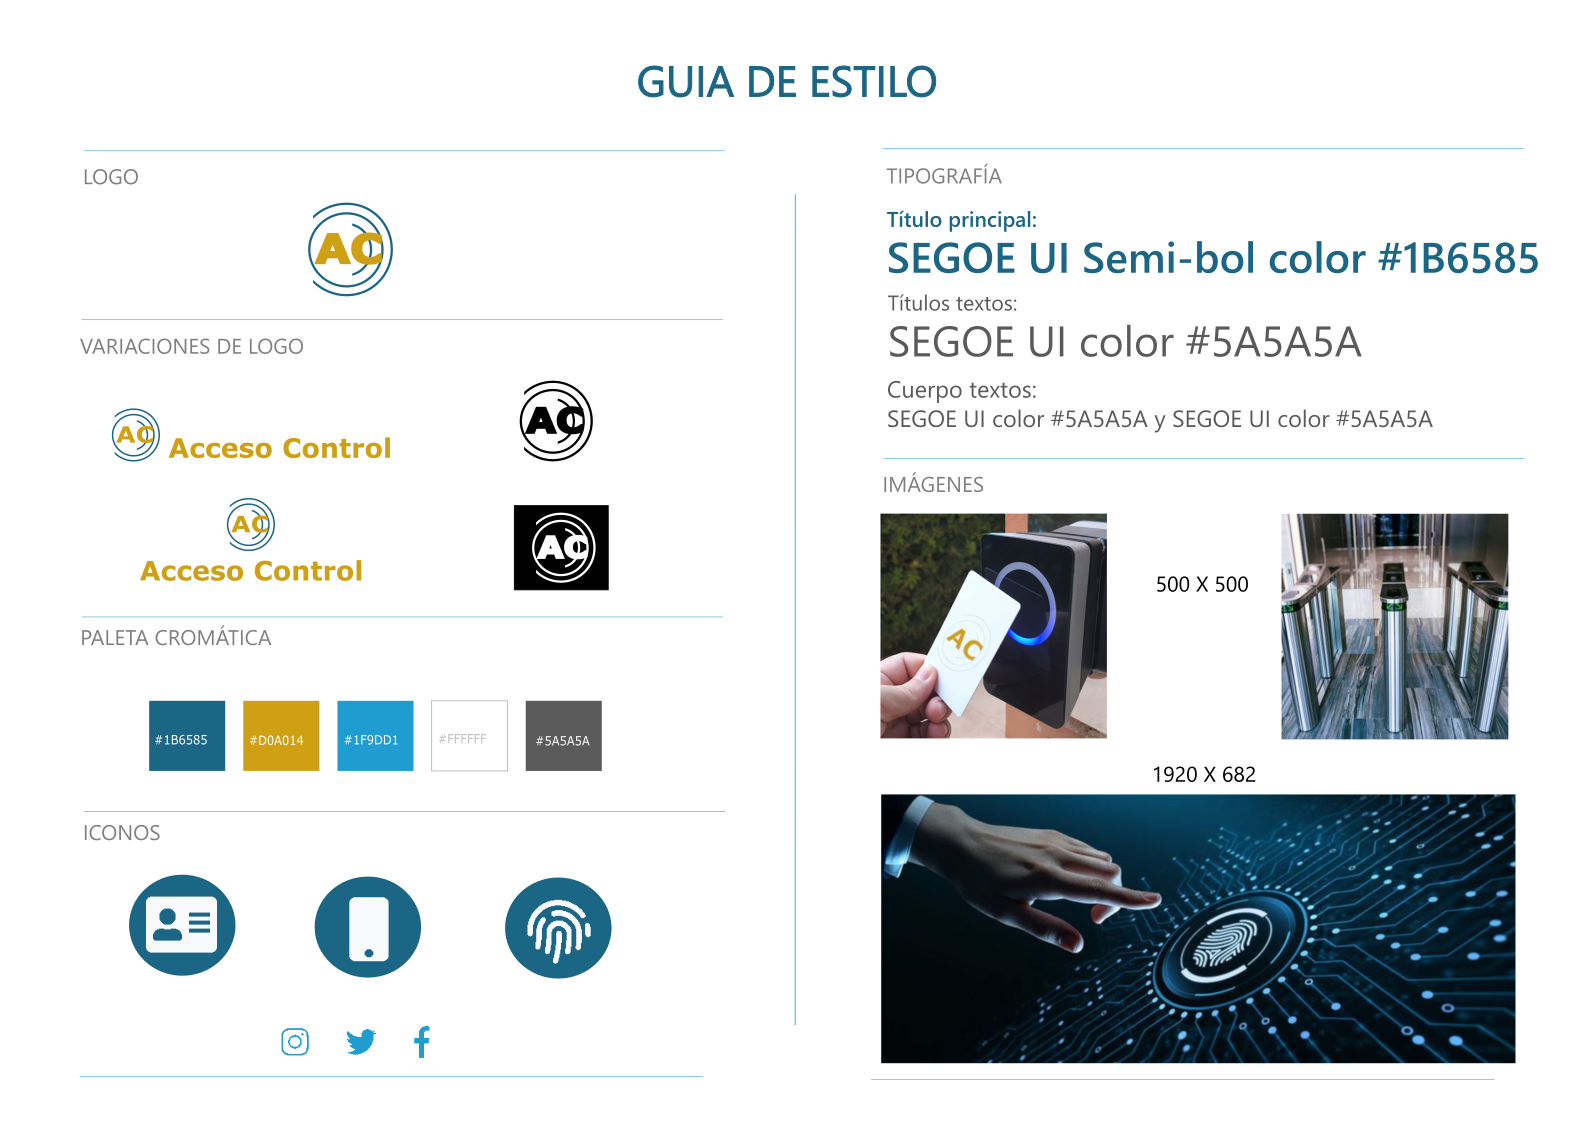 GUIA DE ESTILO
LOGO
AC
VARIACIONES DE LOGO
AC
Acceso Control
AC
AC
Acceso Control
AC
PALETA CROMÁTICA
#1B6585
#D0A014
#1F9DD1
#FFFFFF
#5A5A5A
ICONOS
TIPOGRAFÍA
Título principal:
SEGOE UI Semi-bol color #1B6585
Títulos textos:
SEGOE UI color #5A5A5A
Cuerpo textos:
SEGOE UI color #5A5A5A y SEGOE UI color #5A5A5A
IMÁGENES
AC
500 X 500
1920 X 682